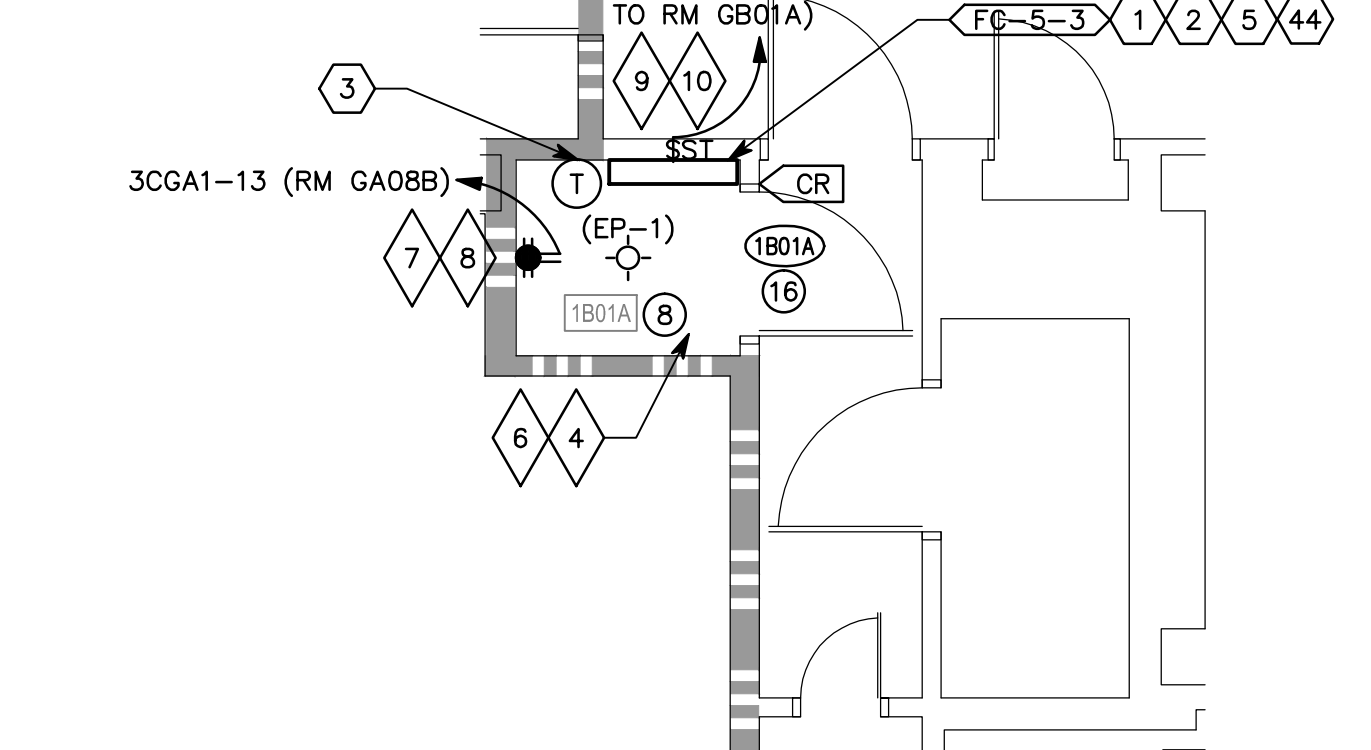 TO RM GB01A)
FC-5-3 1 2 5 44
9 10
3
$ST
3CGA1-13 (RM GA08B)
T
CR
(EP-1)
1B01A
7 8
16
1B01A 8
6 4